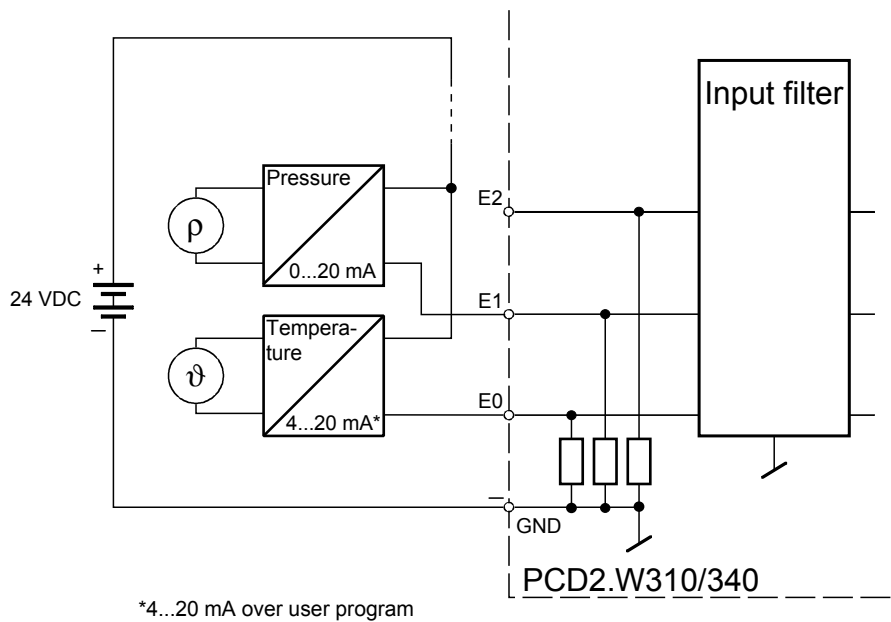 Input filter
Pressure
ρ
0...20 mA
E2
E1
+
24 VDC
–
Tempera-
ture
ϑ
4...20 mA*
E0
–
GND
PCD2.W310/340
*4...20 mA over user program